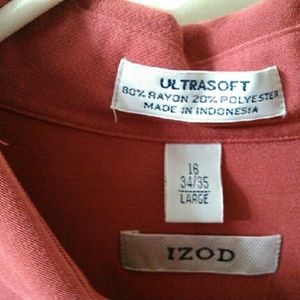 ULTRASOFT
80% RAYON 20% POLYESTER
MADE IN INDONESIA
16
34/35
LARGE
IZOD